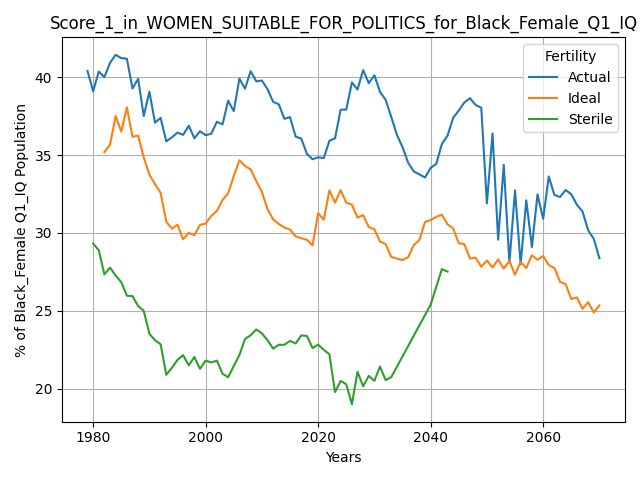 Score_1_in_WOMEN_SUITABLE_FOR_POLITICS_for_Black_Female_Q1_IQ
Fertility
Actual
Ideal
Sterile
% of Black_Female Q1_IQ Population
40
35
30
25
20
1980 2000 2020 2040 2060
Years